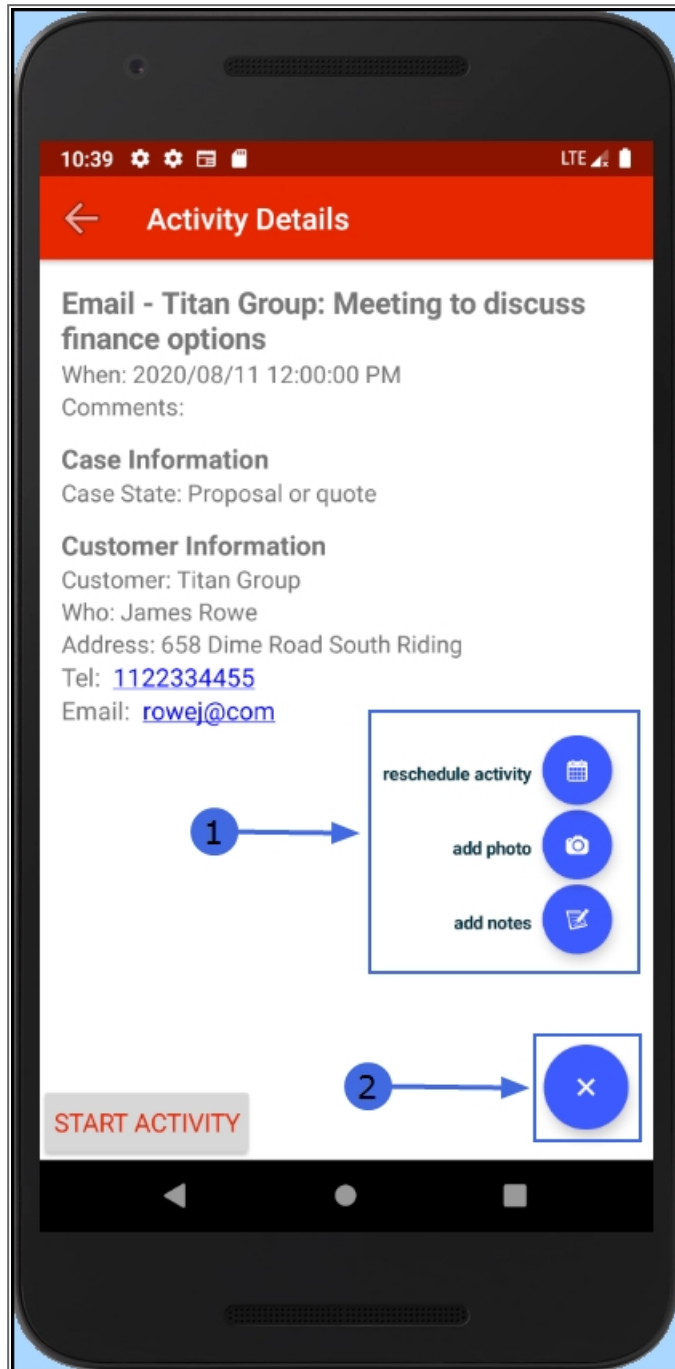 10:39 LTE
Activity Details
Email - Titan Group: Meeting to discuss
finance options
When: 2020/08/11 12:00:00 PM
Comments:
Case Information
Case State: Proposal or quote
Customer Information
Customer: Titan Group
Who: James Rowe
Address: 658 Dime Road South Riding
Tel: 1122334455
Email: rowej@com
reschedule activity
1
add photo
add notes
2
START ACTIVITY